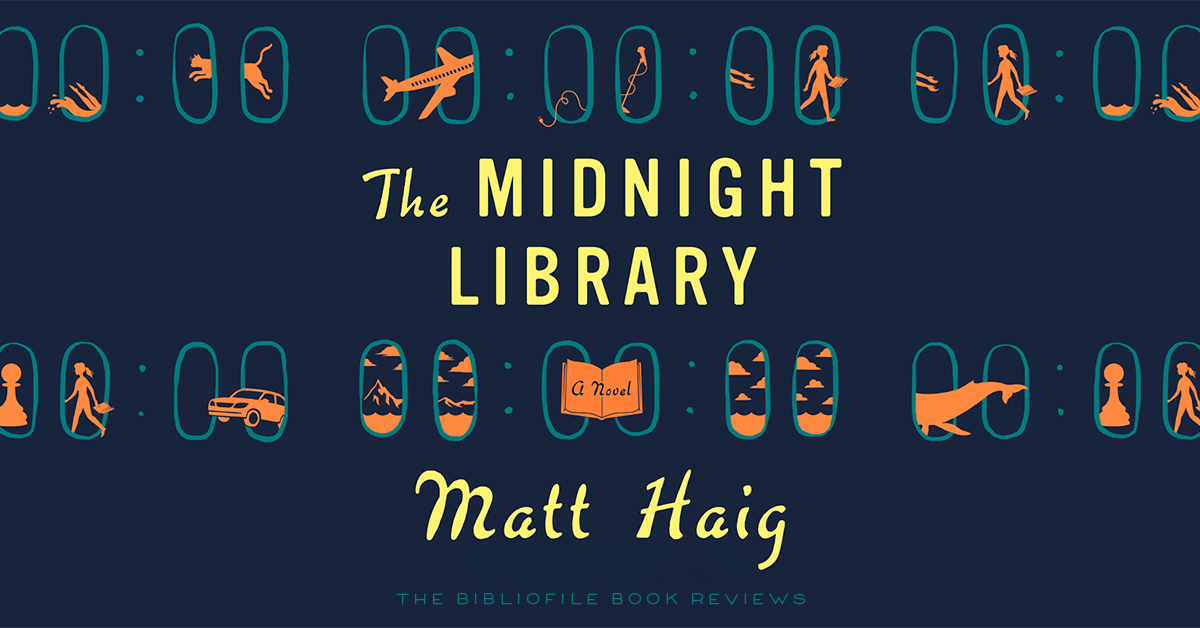 The MIDNIGHT
LIBRARY
A Novel
Matt Haig
THE BIBLIOFILE BOOK REVIEWS